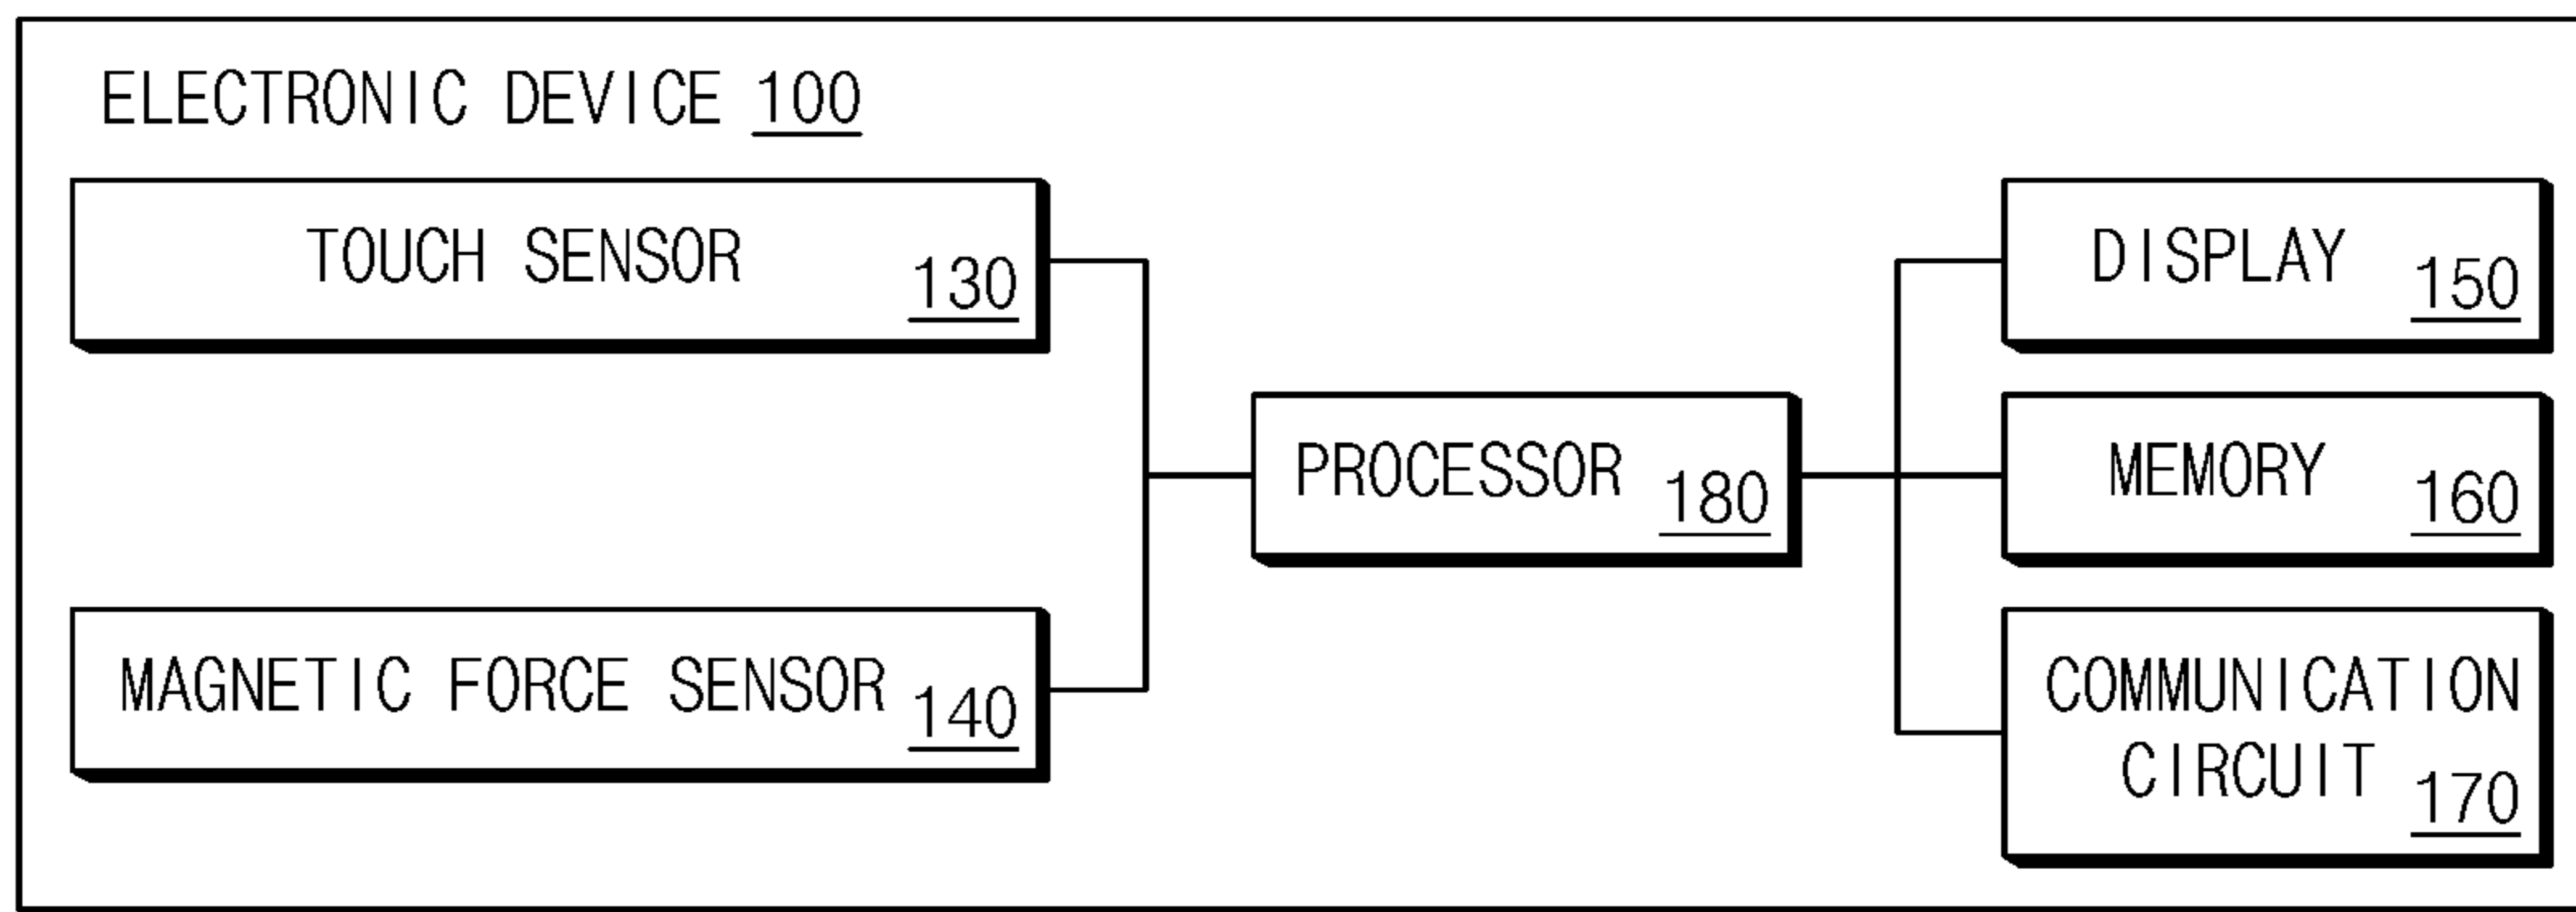 ELECTRONIC DEVICE 100
TOUCH SENSOR 130
MAGNETIC FORCE SENSOR 140
PROCESSOR 180
DISPLAY 150
MEMORY 160
COMMUNICATION
CIRCUIT 170